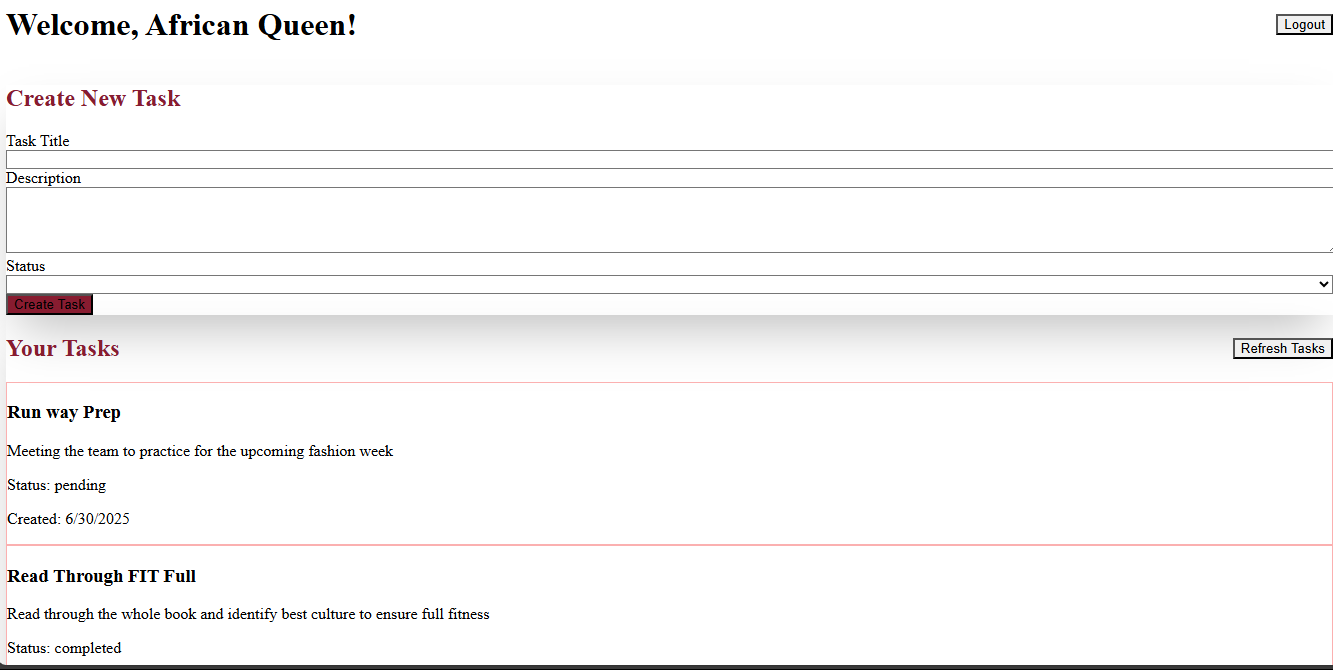 Welcome, African Queen!
Logout
Create New Task
Task Title
Description
Status
Create Task
Your Tasks
Refresh Tasks
Run way Prep
Meeting the team to practice for the upcoming fashion week
Status: pending
Created: 6/30/2025
Read Through FIT Full
Read through the whole book and identify best culture to ensure full fitness
Status: completed